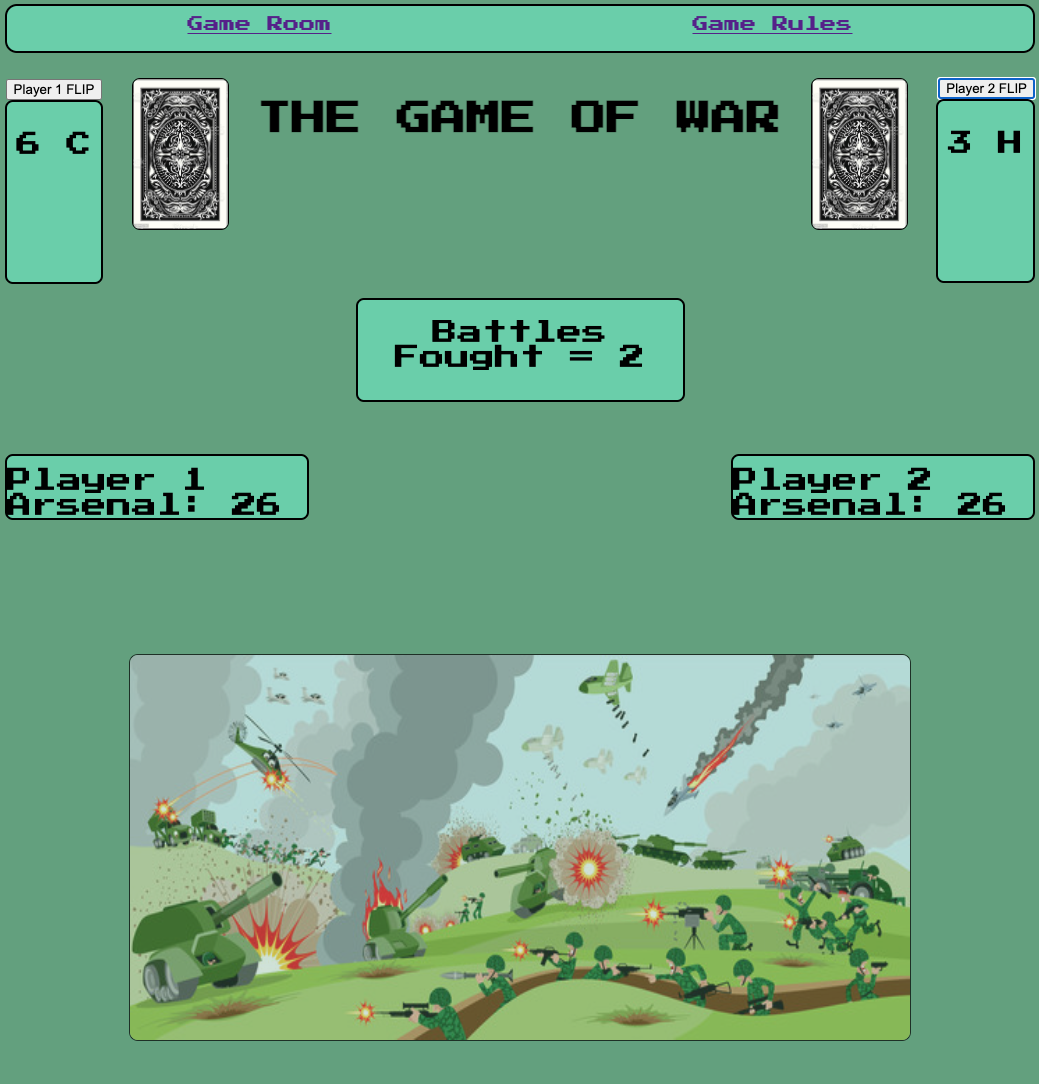 Game Room
Game Rules
Player 1 FLIP
6 C
THE GAME OF WAR
Player 2 FLIP
3 H
Battles
Fought = 2
Player 1
Arsenal: 26
Player 2
Arsenal: 26